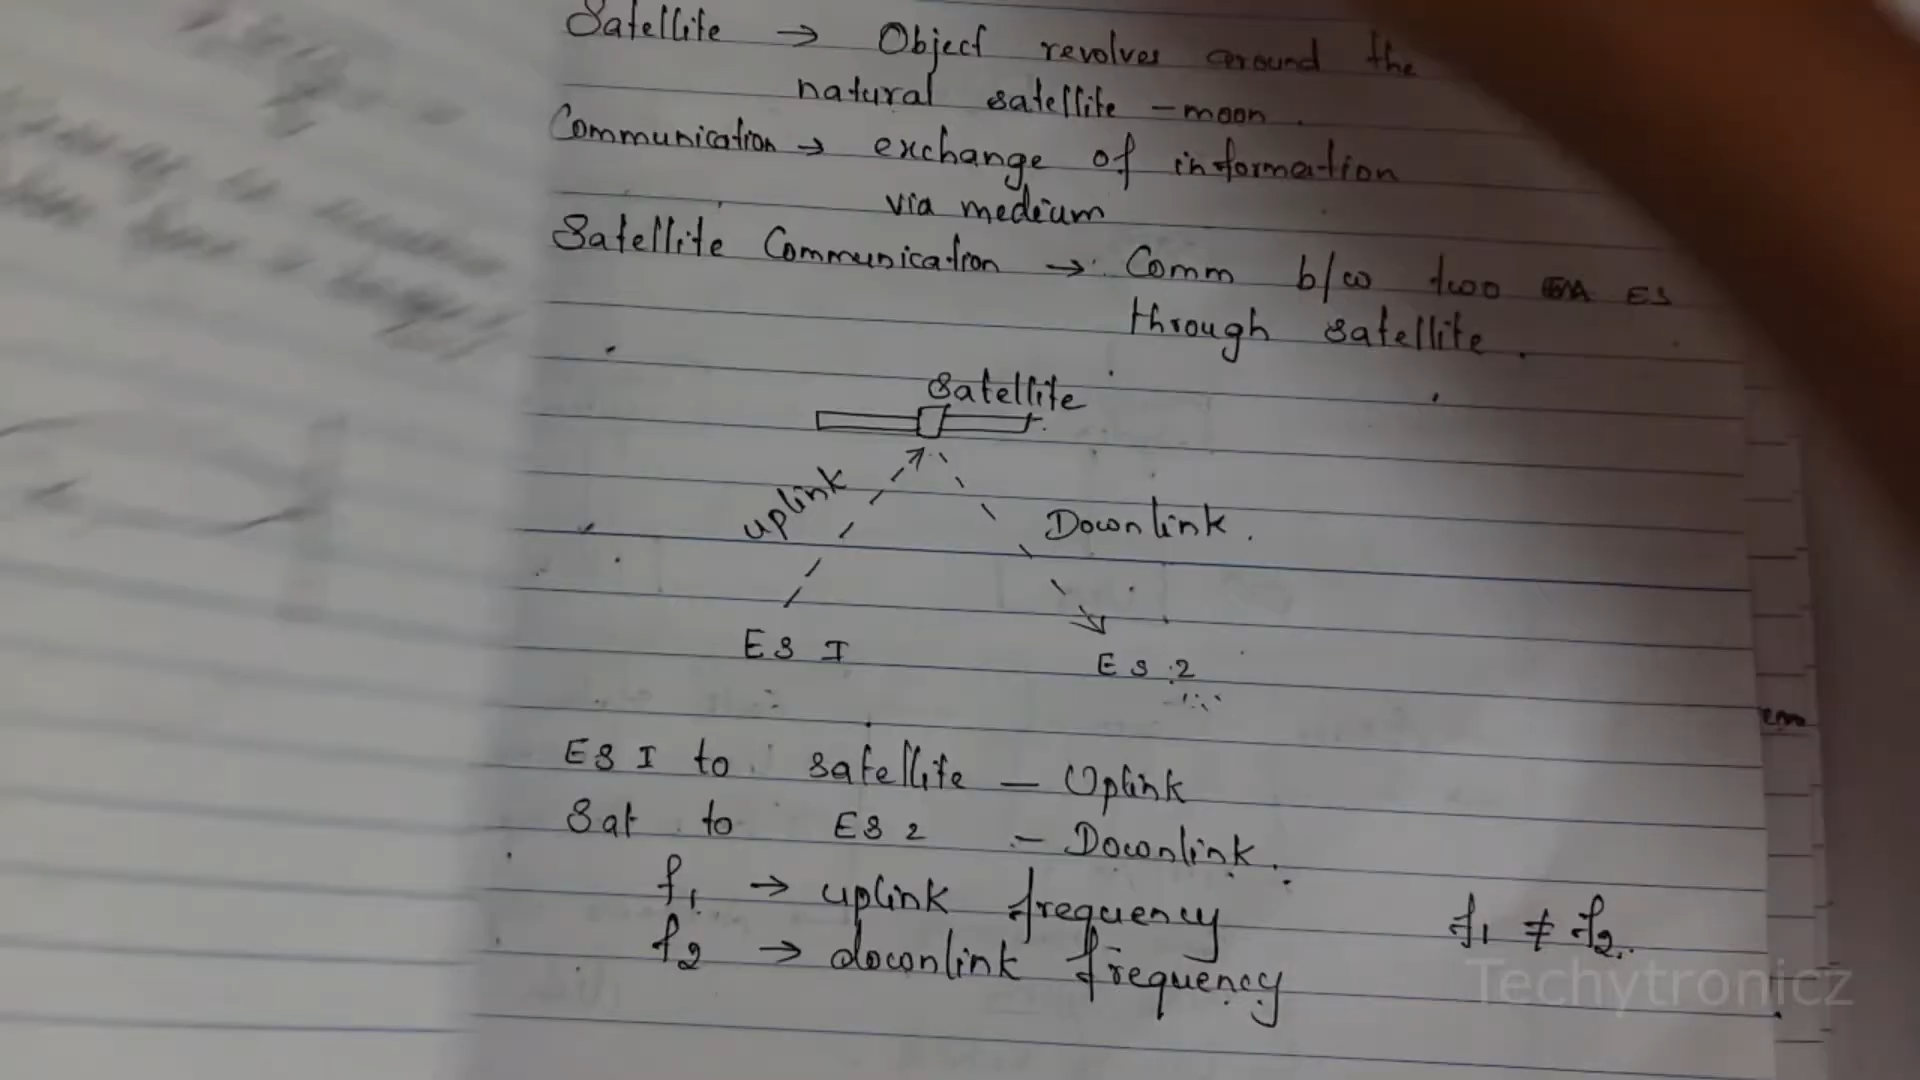 Satellite → Object revolves around the
natural satellite - moon.
Communication → exchange of information
via medium
Satellite Communication → Comm b/w two ES
through satellite.
Satellite
uplink
Downlink.
ES I
ES 2
ES I to satellite - Uplink
Sat to ES 2 - Downlink.
f1 → uplink frequency
f1 ≠ f2.
f2 → downlink frequency
Techytronicz